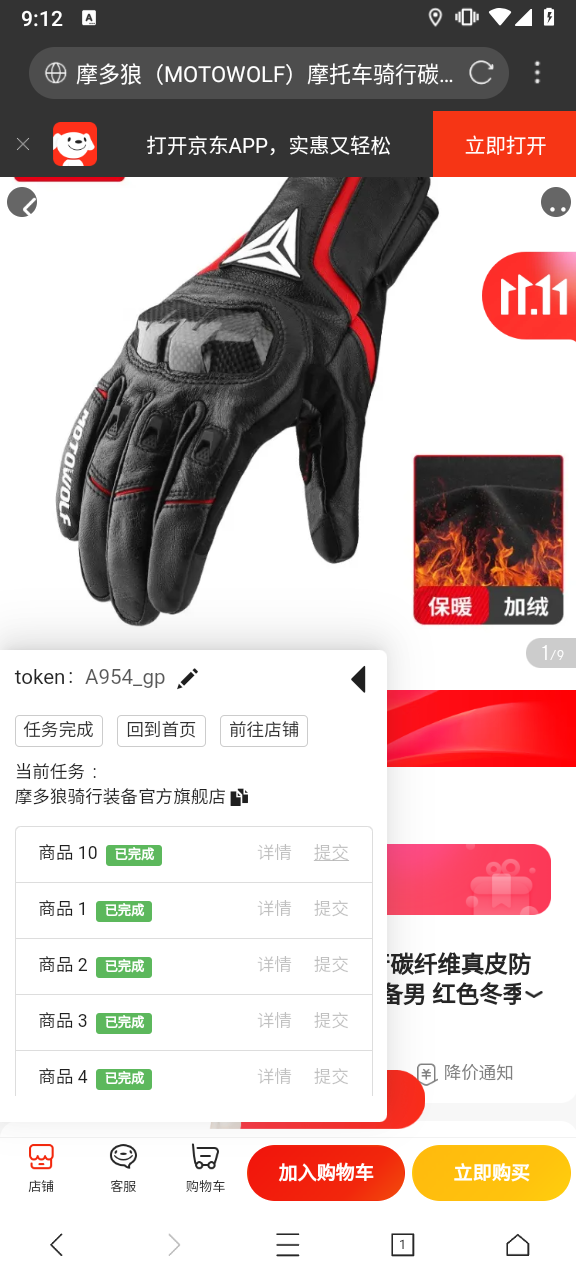 9:12
A
摩多狼（MOTOWOLF）摩托车骑行碳...
打开京东APP，实惠又轻松
立即打开
11.11
MOTOWOLF
保暖 加绒
1/9
token： A954_gp
任务完成 回到首页 前往店铺
当前任务：
摩多狼骑行装备官方旗舰店
商品 10 已完成 详情 提交
商品 1 已完成 详情 提交
商品 2 已完成 详情 提交
商品 3 已完成 详情 提交
商品 4 已完成 详情 提交
碳纤维真皮防
备男 红色冬季
降价通知
店铺 客服 购物车 加入购物车 立即购买
1